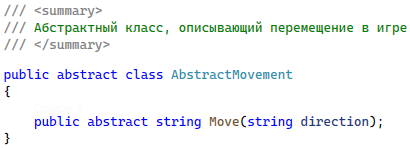 /// <summary>
/// Абстрактный класс, описывающий перемещение в игре
/// </summary>
public abstract class AbstractMovement
{
public abstract string Move(string direction);
}